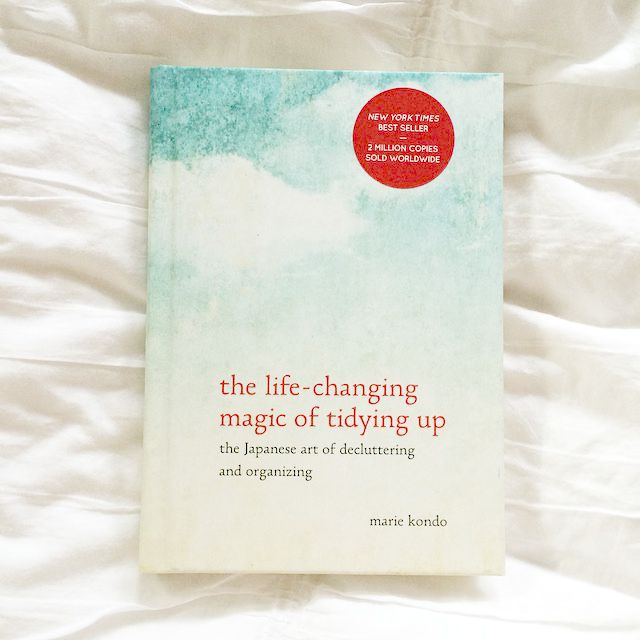 NEW YORK TIMES
BEST SELLER
—
2 MILLION COPIES
SOLD WORLDWIDE
the life-changing
magic of tidying up
the Japanese art of decluttering
and organizing
marie kondo